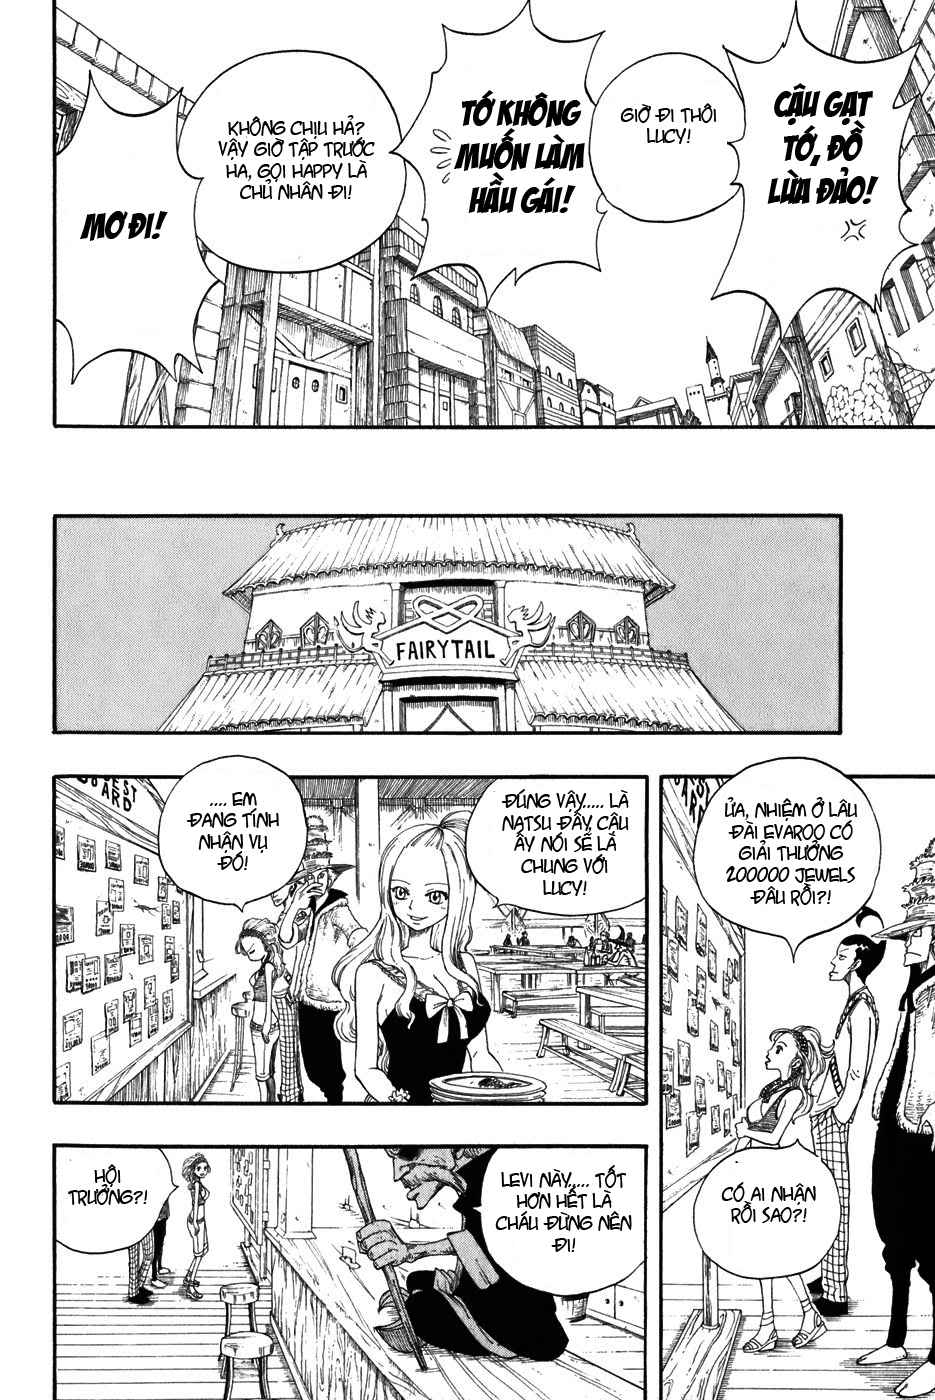 CẬU GẠT
TỚ, ĐỒ
LỪA ĐẢO!
GIỜ ĐI THÔI
LUCY!
TỚ KHÔNG
MUỐN LÀM
HẦU GÁI!
KHÔNG CHỊU HẢ?
VẬY GIỜ TẬP TRƯỚC
HA, GỌI HAPPY LÀ
CHỦ NHÂN ĐI!
MƠ ĐI!
FAIRYTAIL
ỦA, NHIỆM Ở LÂU
ĐÀI EVAROO CÓ
GIẢI THƯỞNG
200000 JEWELS
ĐÂU RỒI?!
CÓ AI NHẬN
RỒI SAO?!
ĐÚNG VẬY..... LÀ
NATSU ĐẤY, CẬU
ẤY NÓI SẼ LÀ
CHUNG VỚI
LUCY!
.... EM
ĐANG TÍNH
NHẬN VỤ
ĐÓ!
BOARD
LEVI NÀY..... TỐT
HƠN HẾT LÀ
CHÁU ĐỪNG NÊN
ĐI!
HỘI
TRƯỞNG?!